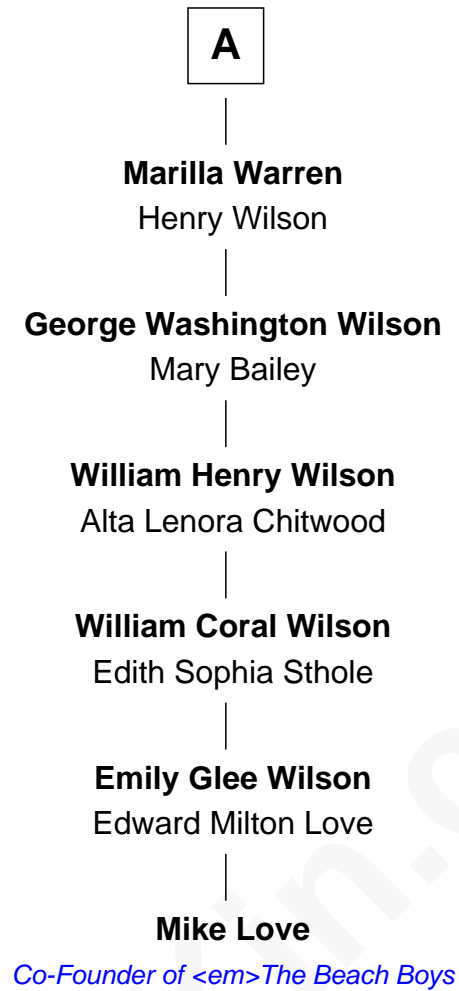 A
Marilla Warren
Henry Wilson
George Washington Wilson
Mary Bailey
William Henry Wilson
Alta Lenora Chitwood
William Coral Wilson
Edith Sophia Sthole
Emily Glee Wilson
Edward Milton Love
Mike Love
Co-Founder of <em>The Beach Boys